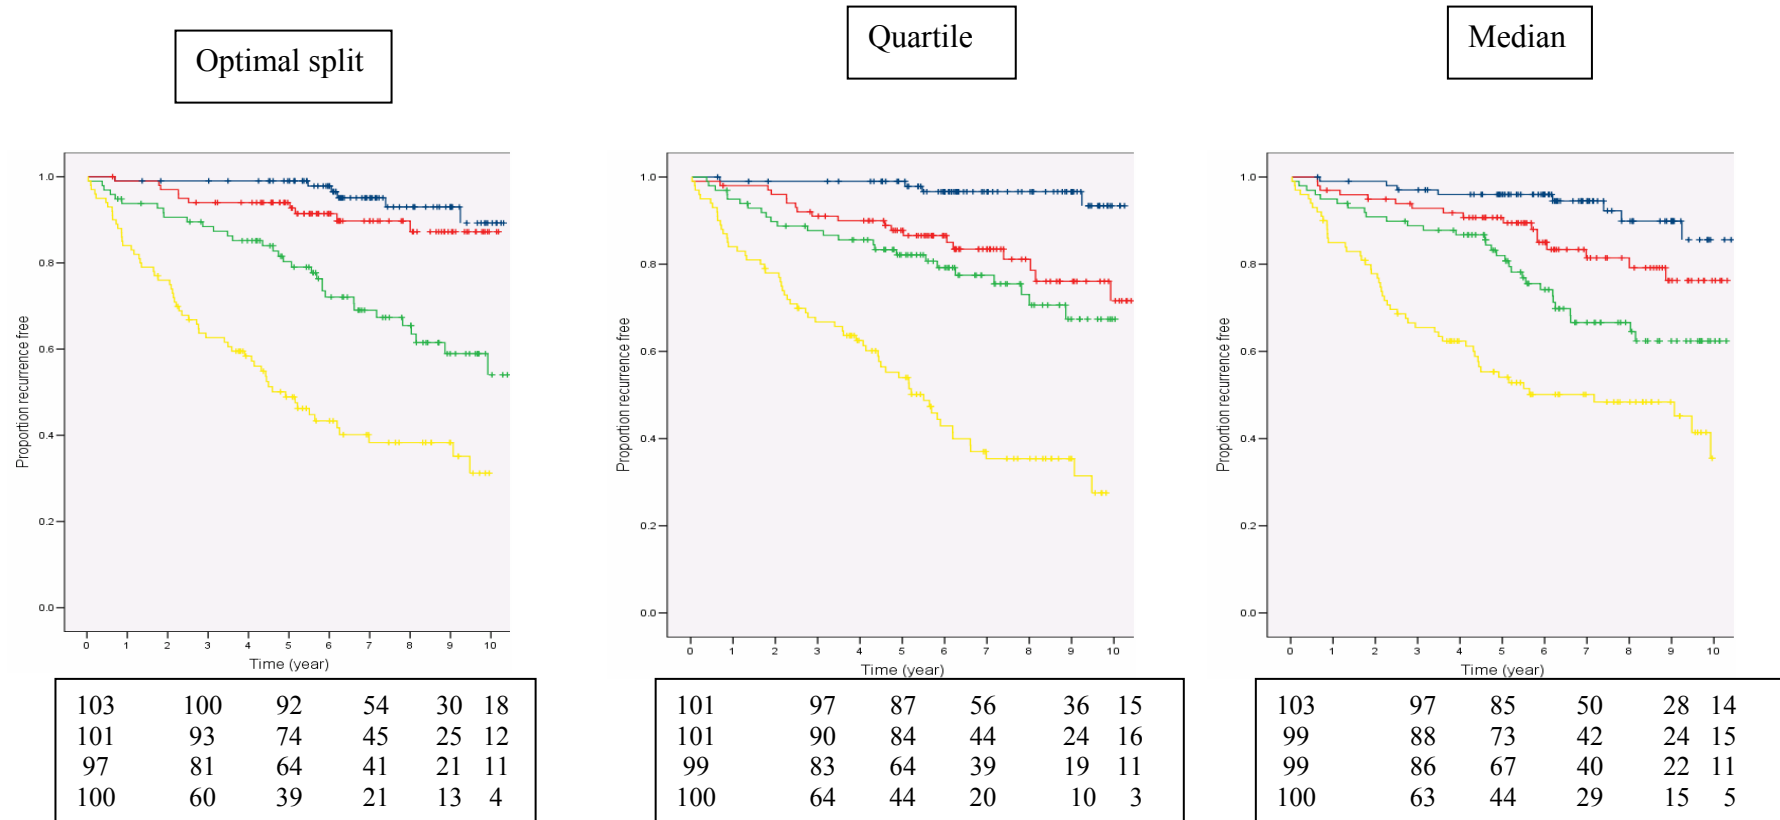 Optimal split
Quartile
Median
Proportion recurrence free
1.0
0.8
0.6
0.4
0.2
0.0
0 1 2 3 4 5 6 7 8 9 10
Time (year)
103 100 92 54 30 18
101 93 74 45 25 12
97 81 64 41 21 11
100 60 39 21 13 4
Proportion recurrence free
1.0
0.8
0.6
0.4
0.2
0.0
0 1 2 3 4 5 6 7 8 9 10
Time (year)
101 97 87 56 36 15
101 90 84 44 24 16
99 83 64 39 19 11
100 64 44 20 10 3
Proportion recurrence free
1.0
0.8
0.6
0.4
0.2
0.0
0 1 2 3 4 5 6 7 8 9 10
Time (year)
103 97 85 50 28 14
99 88 73 42 24 15
99 86 67 40 22 11
100 63 44 29 15 5